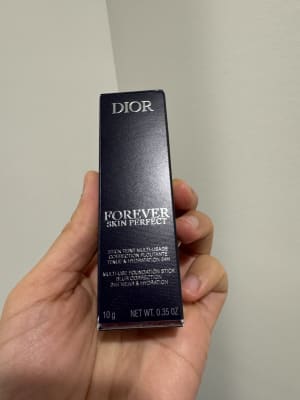 DIOR
FOREVER
SKIN PERFECT
STICK TEINT MULTI-USAGE
CORRECTION FLOUTANTE
TENUE & HYDRATATION 24H
MULTI-USE FOUNDATION STICK
BLUR CORRECTION
24H WEAR & HYDRATION
10 g NET WT. 0.35 OZ